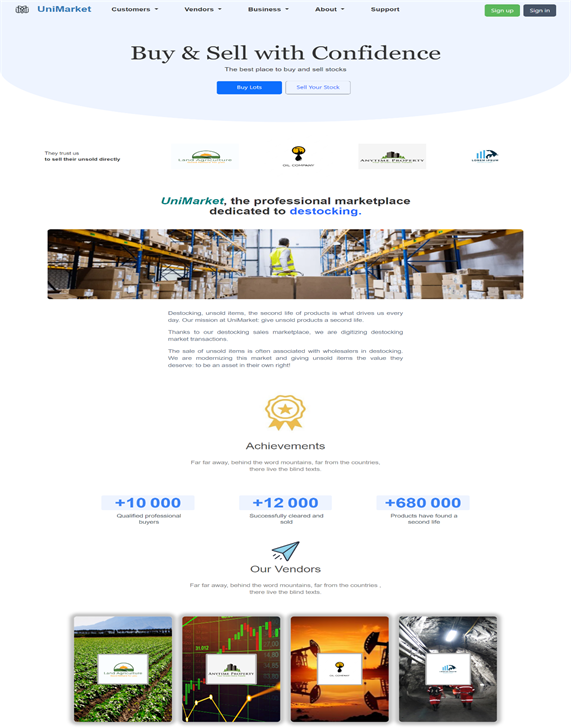 UniMarket
Customers
Vendors
Business
About
Support
Sign up
Sign in
Buy & Sell with Confidence
The best place to buy and sell stocks
Buy Lots
Sell Your Stock
They trust us
to sell their unsold directly
Land Agriculture
OIL COMPANY
ANYTIME PROPERTY
UniMarket, the professional marketplace
dedicated to destocking.
Destocking, unsold items, the second life of products is what drives us every
day. Our mission at UniMarket: give unsold products a second life.
Thanks to our destocking sales marketplace, we are digitizing destocking
market transactions.
The sale of unsold items is often associated with wholesalers in destocking.
We are modernizing this market and giving unsold items the value they
deserve: to be an asset in their own right!
Achievements
Far far away, behind the word mountains, far from the countries,
there live the blind texts.
+10 000
Qualified professional
buyers
+12 000
Successfully cleared and
sold
+680 000
Products have found a
second life
Our Vendors
Far far away, behind the word mountains, far from the countries ,
there live the blind texts.
Land Agriculture
ANYTIME PROPERTY